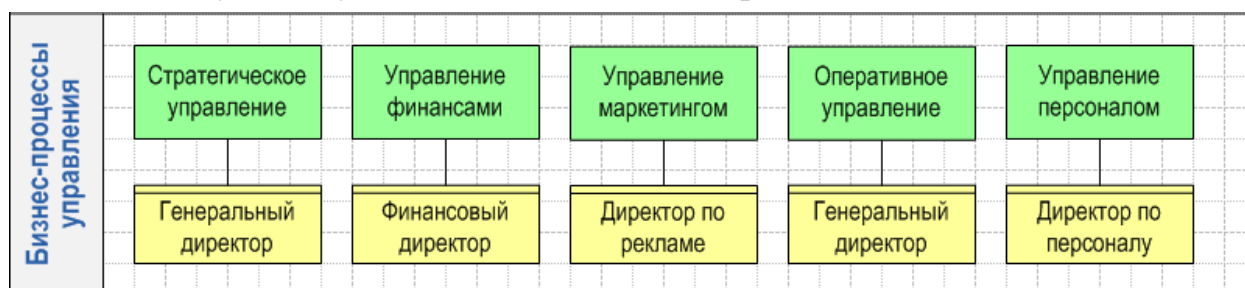 Бизнес-процессы
управления
Стратегическое
управление
Управление
финансами
Управление
маркетингом
Оперативное
управление
Управление
персоналом
Генеральный
директор
Финансовый
директор
Директор по
рекламе
Генеральный
директор
Директор по
персоналу